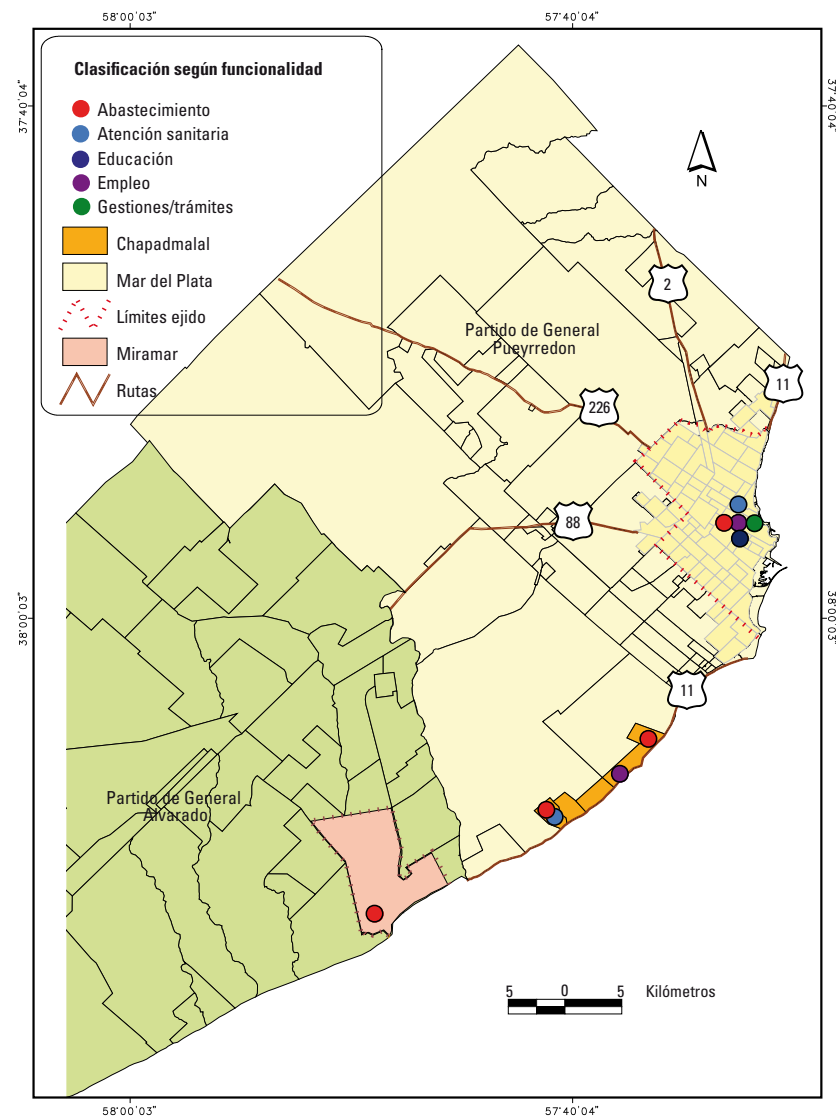 58°00'03"
57°40'04"
37°40'04"
37°40'04"
Clasificación según funcionalidad
Abastecimiento
Atención sanitaria
Educación
Empleo
Gestiones/trámites
Chapadmalal
Mar del Plata
Límites ejido
Miramar
Rutas
N
2
Partido de General
Pueyrredon
11
226
88
38°00'03"
38°00'03"
11
Partido de General
Alvarado
5
0
5
Kilómetros
58°00'03"
57°40'04"